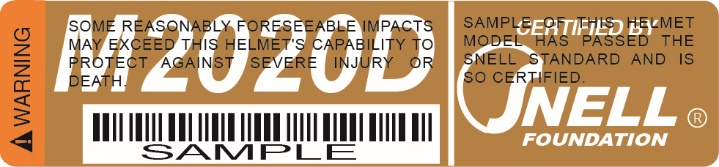 WARNING
M2020D
SOME REASONABLY FORESEEABLE IMPACTS
MAY EXCEED THIS HELMET'S CAPABILITY TO
PROTECT AGAINST SEVERE INJURY OR
DEATH.
SAMPLE
CERTIFIED BY
SAMPLE OF THIS HELMET
MODEL HAS PASSED THE
SNELL STANDARD AND IS
SO CERTIFIED.
SNELL ®
FOUNDATION